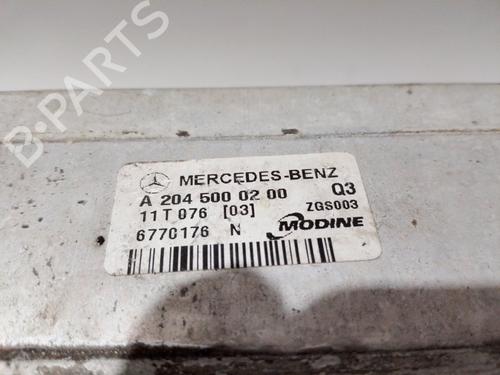 B-PARTS
MERCEDES-BENZ
A 204 500 02 00 Q3
11 T 076 [03] ZGS003
6770176 N MODINE